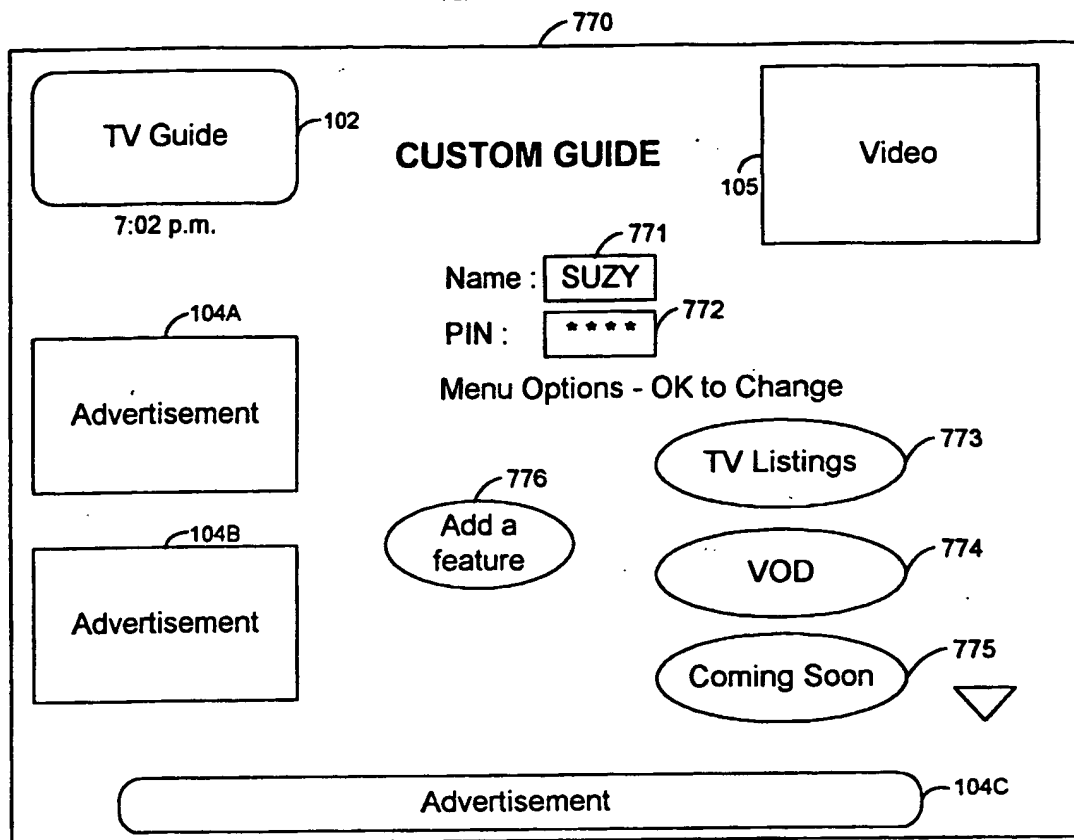 770
TV Guide
102
CUSTOM GUIDE
Video
105
7:02 p.m.
771
Name : SUZY
772
PIN : ****
104A
Menu Options - OK to Change
Advertisement
773
TV Listings
776
Add a
feature
104B
774
VOD
Advertisement
775
Coming Soon
Advertisement
104C